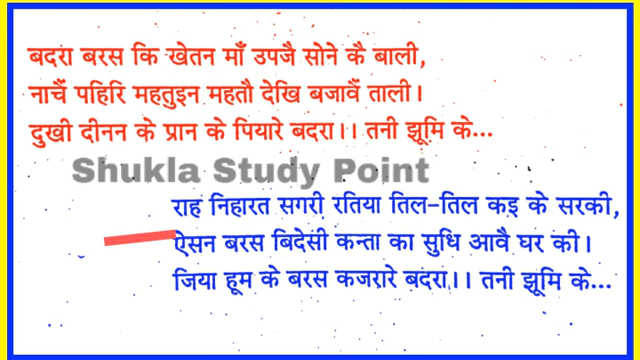 बदरा बरस कि खेतन माँ उपजै सोने कै बाली,
नाचैं पहिरि महतुइन महतौ देखि बजावैं ताली।
दुखी दीनन के प्रान के पियारे बदरा।। तनी झूमि के...
Shukla Study Point
राह निहारत सगरी रतिया तिल-तिल कइ के सरकी,
ऐसन बरस बिदेसी कन्ता का सुधि आवै घर की।
जिया हूम के बरस कजरारे बदरा।। तनी झूमि के...